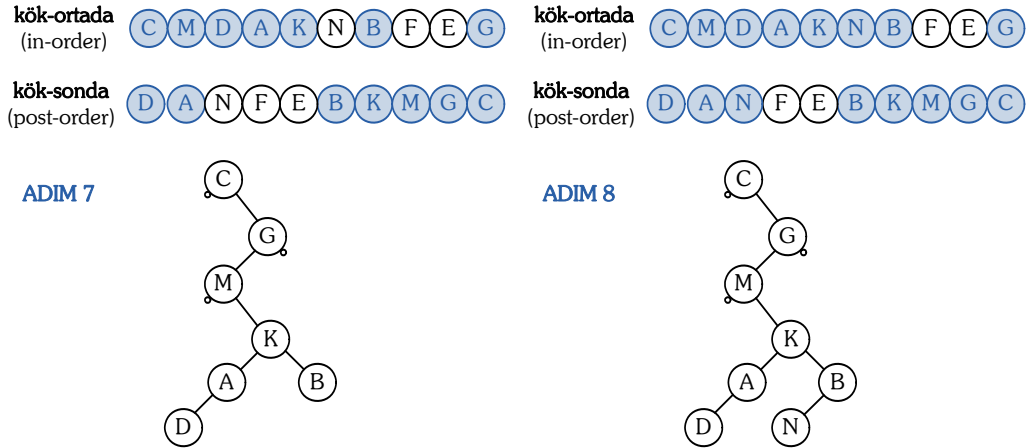 kök-ortada
(in-order)
C M D A K N B F E G
kök-sonda
(post-order)
D A N F E B K M G C
ADIM 7
C
G
M
K
A B
D
kök-ortada
(in-order)
C M D A K N B F E G
kök-sonda
(post-order)
D A N F E B K M G C
ADIM 8
C
G
M
K
A B
D N